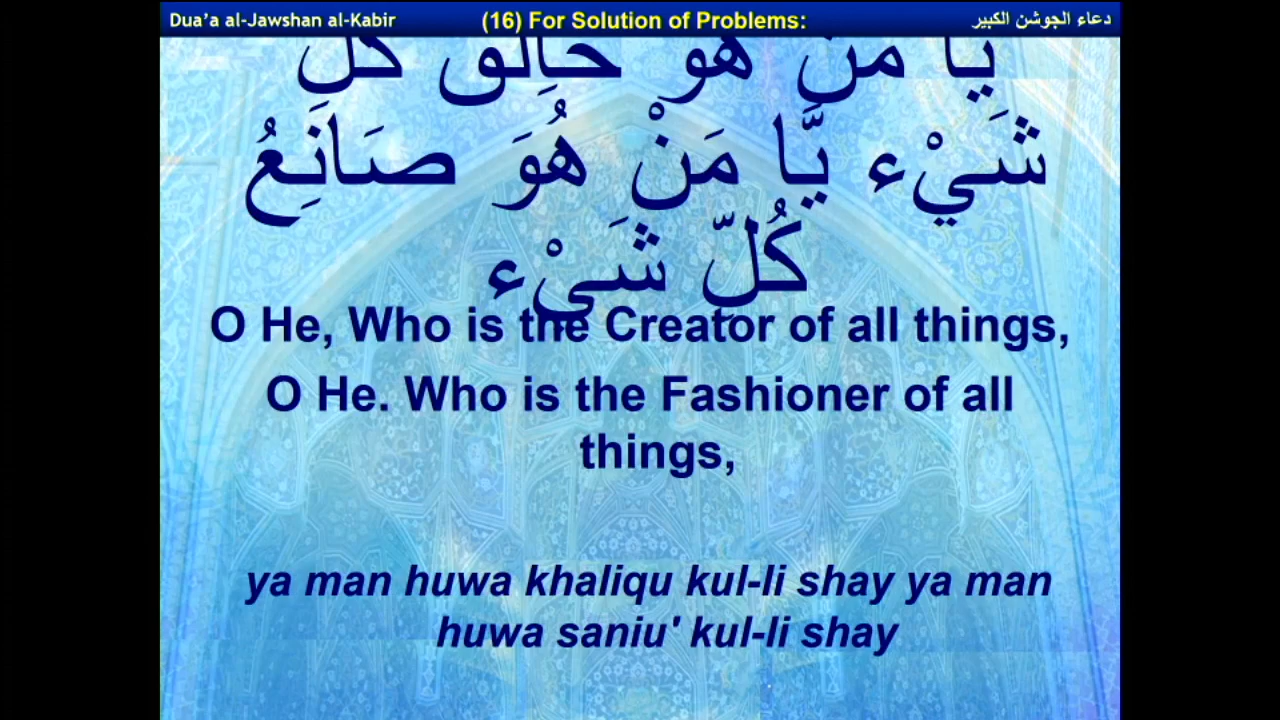 Dua’a al-Jawshan al-Kabir (16) For Solution of Problems: دعاء الجوشن الكبير
يَا مَنْ هُوَ خَالِقُ كُلِّ
شَيْء يَّا مَنْ هُوَ صَانَِعُ
كُلِّ شَيْء
O He, Who is the Creator of all things,
O He. Who is the Fashioner of all
things,
ya man huwa khaliqu kul-li shay ya man
huwa saniu' kul-li shay